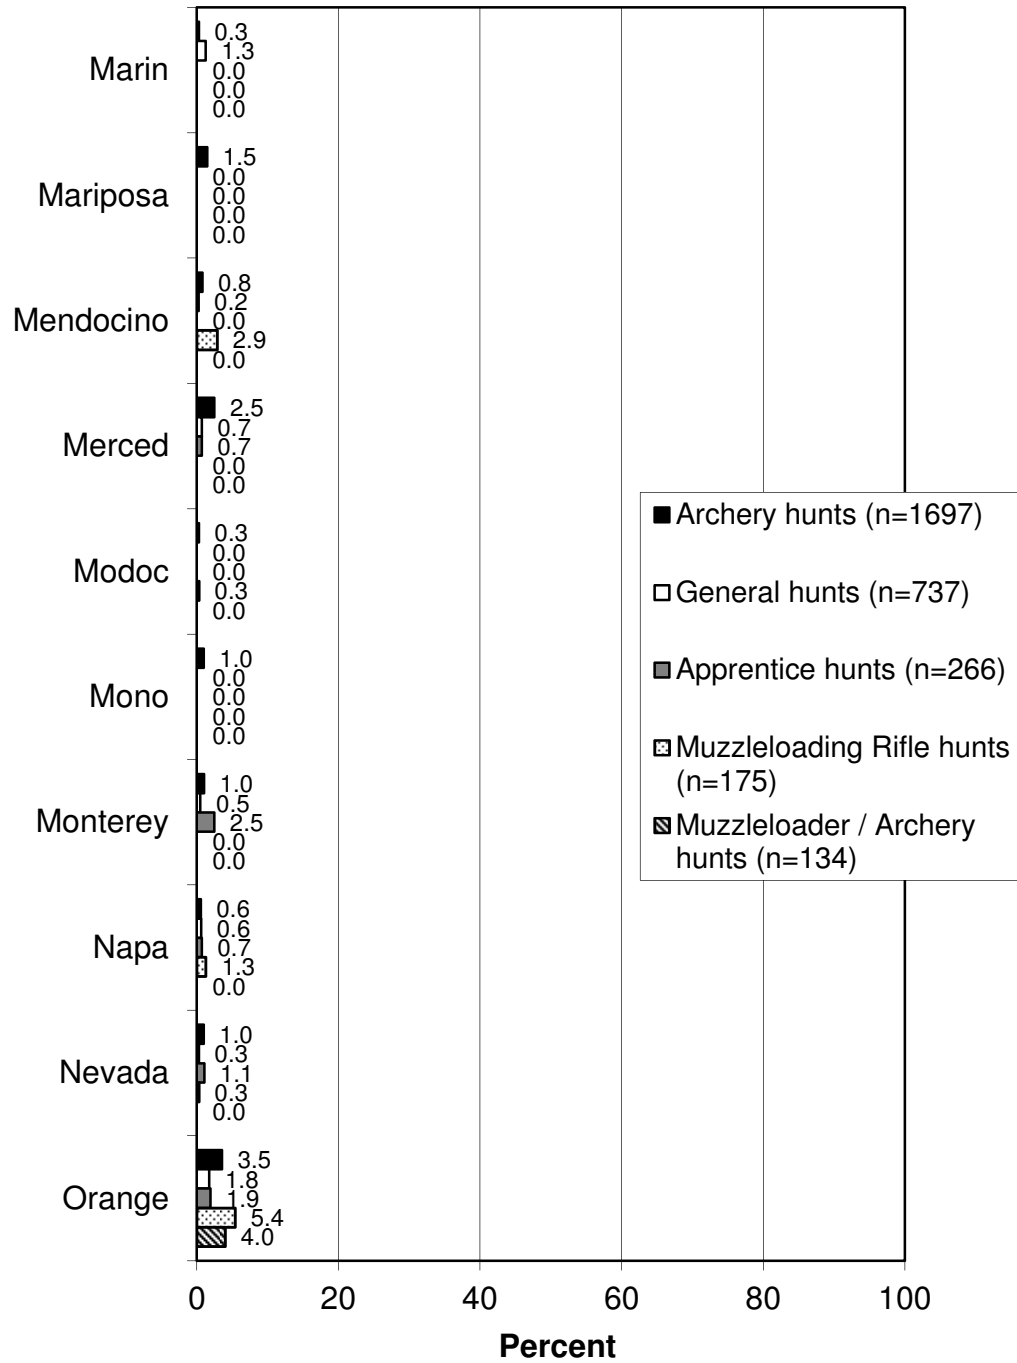 Marin
0.3
1.3
0.0
0.0
0.0
Mariposa
1.5
0.0
0.0
0.0
0.0
Mendocino
0.8
0.2
0.0
2.9
0.0
Merced
2.5
0.7
0.7
0.0
0.0
Modoc
0.3
0.0
0.0
0.3
0.0
Mono
1.0
0.0
0.0
0.0
0.0
Monterey
1.0
0.5
2.5
0.0
0.0
Napa
0.6
0.6
0.7
1.3
0.0
Nevada
1.0
0.3
1.1
0.3
0.0
Orange
3.5
1.8
1.9
5.4
4.0
Archery hunts (n=1697)
General hunts (n=737)
Apprentice hunts (n=266)
Muzzleloading Rifle hunts
(n=175)
Muzzleloader / Archery
hunts (n=134)
0 20 40 60 80 100
Percent